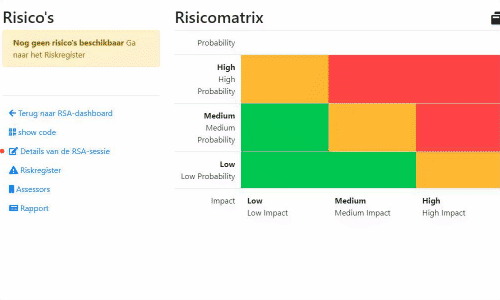 Risico's
Nog geen risico's beschikbaar Ga
naar het Riskregister
Terug naar RSA-dashboard
show code
Details van de RSA-sessie
Riskregister
Assessors
Rapport
Risicomatrix
Probability
High
High
Probability
Medium
Medium
Probability
Low
Low Probability
Impact
Low
Low Impact
Medium
Medium Impact
High
High Impact